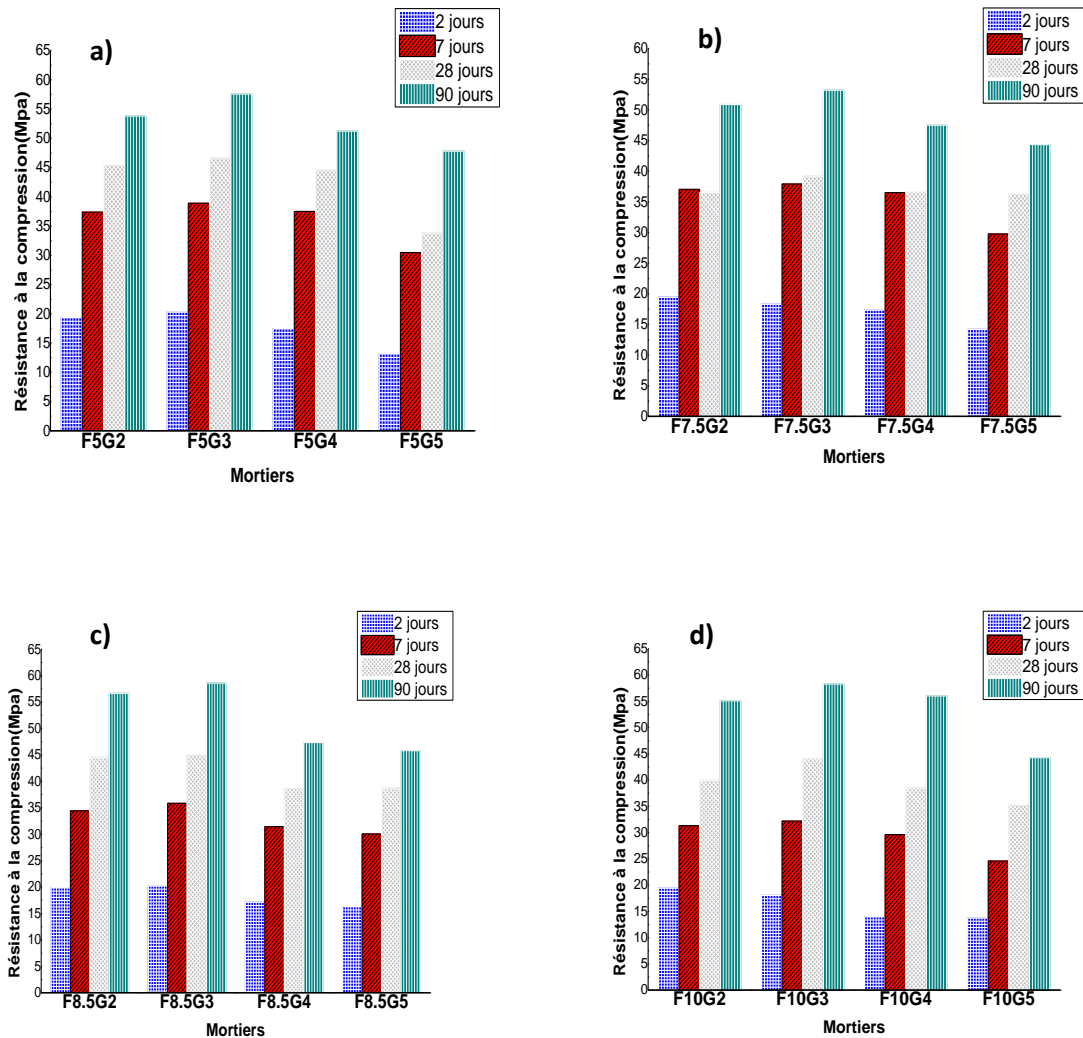 a)
2 jours
7 jours
28 jours
90 jours
Résistance à la compression(Mpa)
65
60
55
50
45
40
35
30
25
20
15
10
5
0
F5G2 F5G3 F5G4 F5G5
Mortiers
b)
2 jours
7 jours
28 jours
90 jours
Résistance à la compression(Mpa)
60
55
50
45
40
35
30
25
20
15
10
5
0
F7.5G2 F7.5G3 F7.5G4 F7.5G5
Mortiers
c)
2 jours
7 jours
28 jours
90 jours
Résistance à la compression(Mpa)
65
60
55
50
45
40
35
30
25
20
15
10
5
0
F8.5G2 F8.5G3 F8.5G4 F8.5G5
Mortiers
d)
2 jours
7 jours
28 jours
90 jours
Résistance à la compression(Mpa)
65
60
55
50
45
40
35
30
25
20
15
10
5
0
F10G2 F10G3 F10G4 F10G5
Mortiers